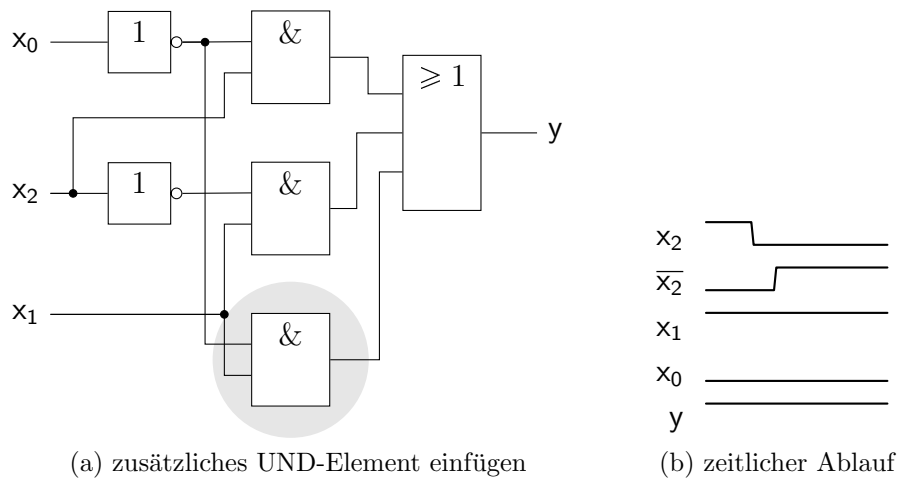 x₀ 1 & ⩾ 1
y
x₂ 1 &
x₁ &
x₂
x̅₂
x₁
x₀
y
(a) zusätzliches UND-Element einfügen
(b) zeitlicher Ablauf